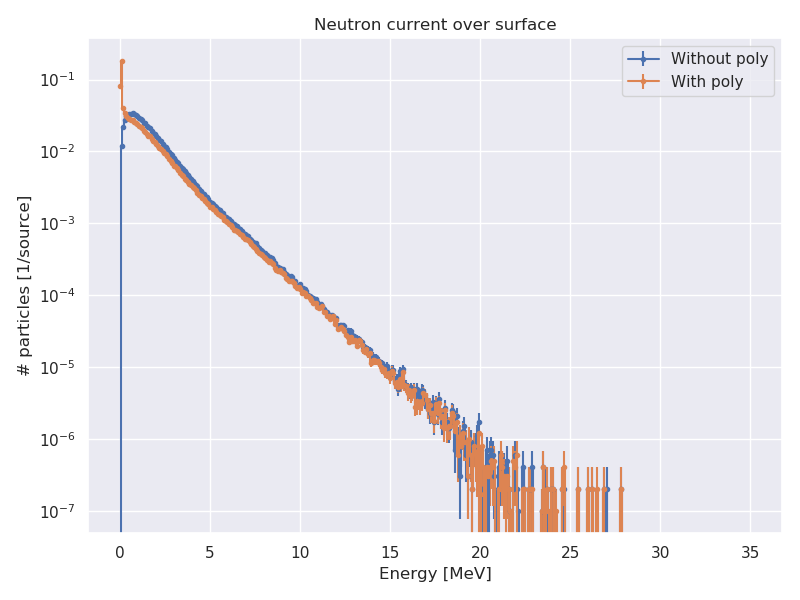 Neutron current over surface
Without poly
With poly
10⁻¹
10⁻²
10⁻³
10⁻⁴
10⁻⁵
10⁻⁶
10⁻⁷
# particles [1/source]
0 5 10 15 20 25 30 35
Energy [MeV]